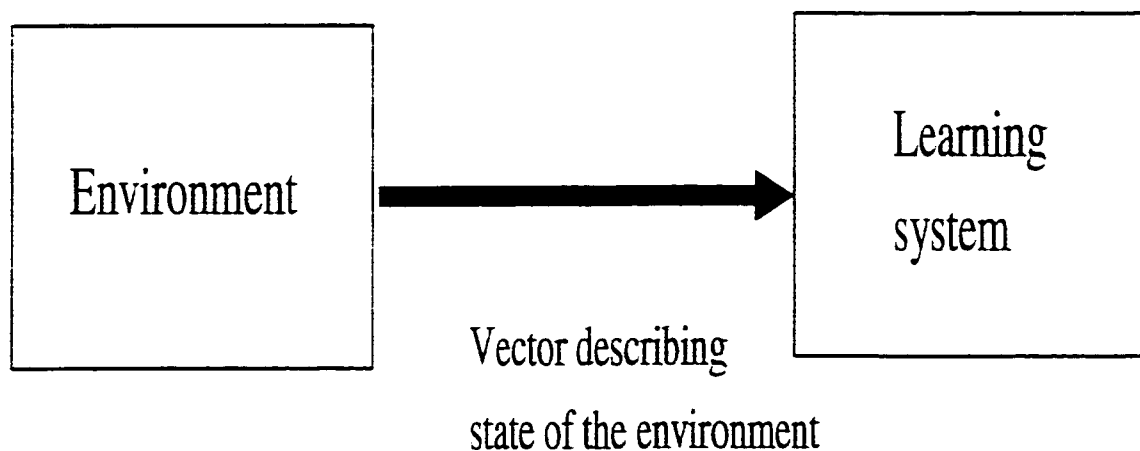 Environment
Learning
system
Vector describing
state of the environment